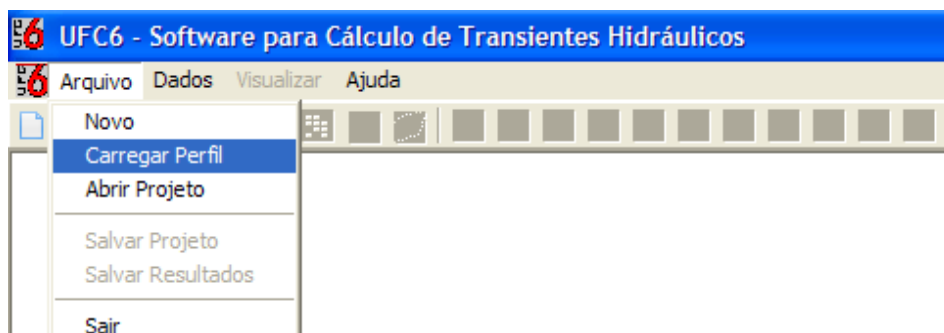 UFC6 - Software para Cálculo de Transientes Hidráulicos
Arquivo Dados Visualizar Ajuda
Novo
Carregar Perfil
Abrir Projeto
Salvar Projeto
Salvar Resultados
Sair